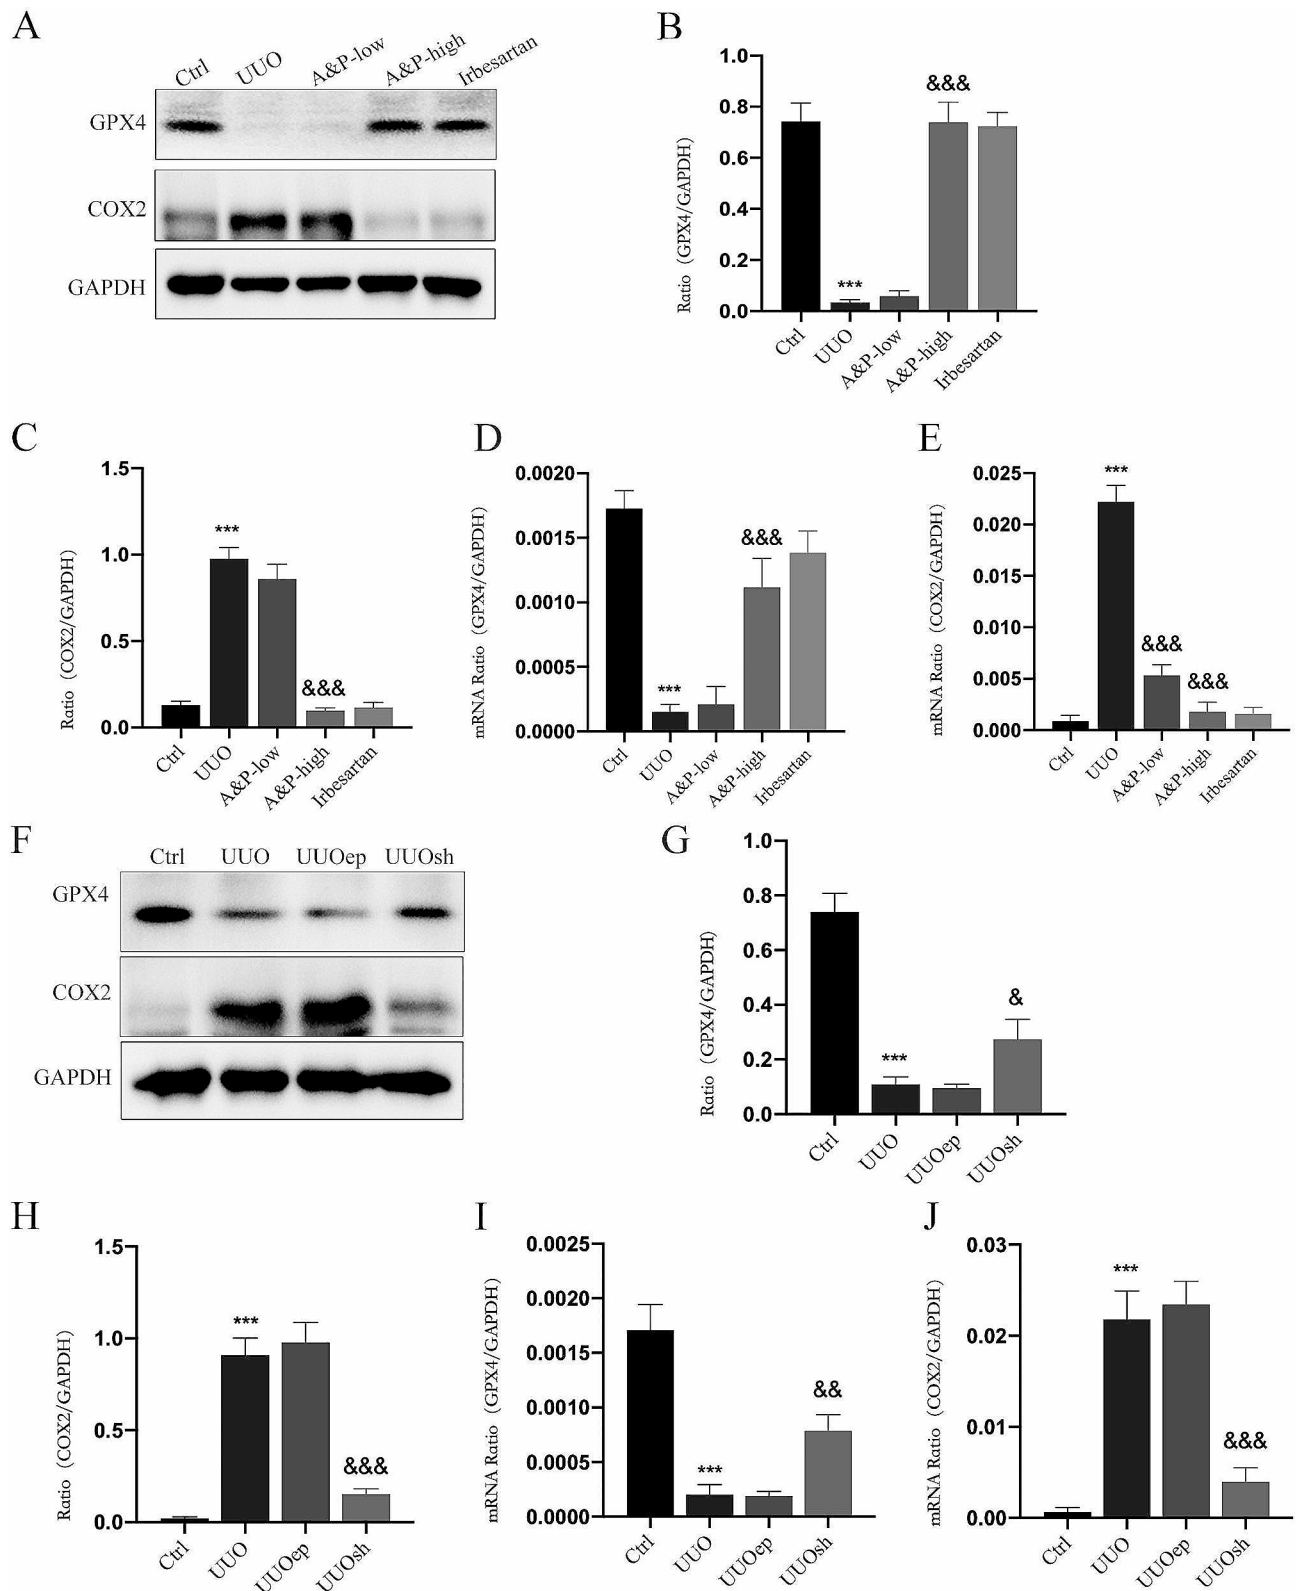 A
Ctrl UUO A&P-low A&P-high Irbesartan
GPX4
COX2
GAPDH
B
&&&
***
1.0
0.8
0.6
0.4
0.2
0.0
Ratio (GPX4/GAPDH)
Ctrl UUO A&P-low A&P-high Irbesartan
C
***
&&&
1.5
1.0
0.5
0.0
Ratio (COX2/GAPDH)
Ctrl UUO A&P-low A&P-high Irbesartan
D
&&&
***
0.0020
0.0015
0.0010
0.0005
0.0000
mRNA Ratio (GPX4/GAPDH)
Ctrl UUO A&P-low A&P-high Irbesartan
E
***
&&&
&&&
0.025
0.020
0.015
0.010
0.005
0.000
mRNA Ratio (COX2/GAPDH)
Ctrl UUO A&P-low A&P-high Irbesartan
F
Ctrl UUO UUOep UUOsh
GPX4
COX2
GAPDH
G
&
***
1.0
0.8
0.6
0.4
0.2
0.0
Ratio (GPX4/GAPDH)
Ctrl UUO UUOep UUOsh
H
***
&&&
1.5
1.0
0.5
0.0
Ratio (COX2/GAPDH)
Ctrl UUO UUOep UUOsh
I
&&
***
0.0025
0.0020
0.0015
0.0010
0.0005
0.0000
mRNA Ratio (GPX4/GAPDH)
Ctrl UUO UUOep UUOsh
J
***
&&&
0.03
0.02
0.01
0.00
mRNA Ratio (COX2/GAPDH)
Ctrl UUO UUOep UUOsh